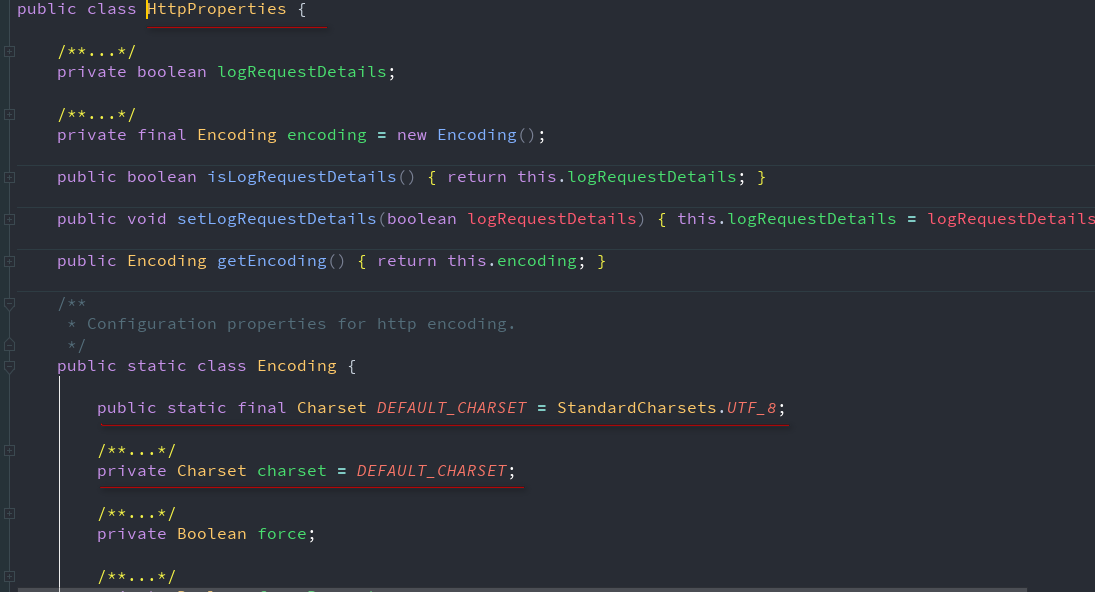 public class HttpProperties {
/**...*/
private boolean logRequestDetails;
/**...*/
private final Encoding encoding = new Encoding();
public boolean isLogRequestDetails() { return this.logRequestDetails; }
public void setLogRequestDetails(boolean logRequestDetails) { this.logRequestDetails = logRequestDetails
public Encoding getEncoding() { return this.encoding; }
/**
* Configuration properties for http encoding.
*/
public static class Encoding {
public static final Charset DEFAULT_CHARSET = StandardCharsets.UTF_8;
/**...*/
private Charset charset = DEFAULT_CHARSET;
/**...*/
private Boolean force;
/**...*/